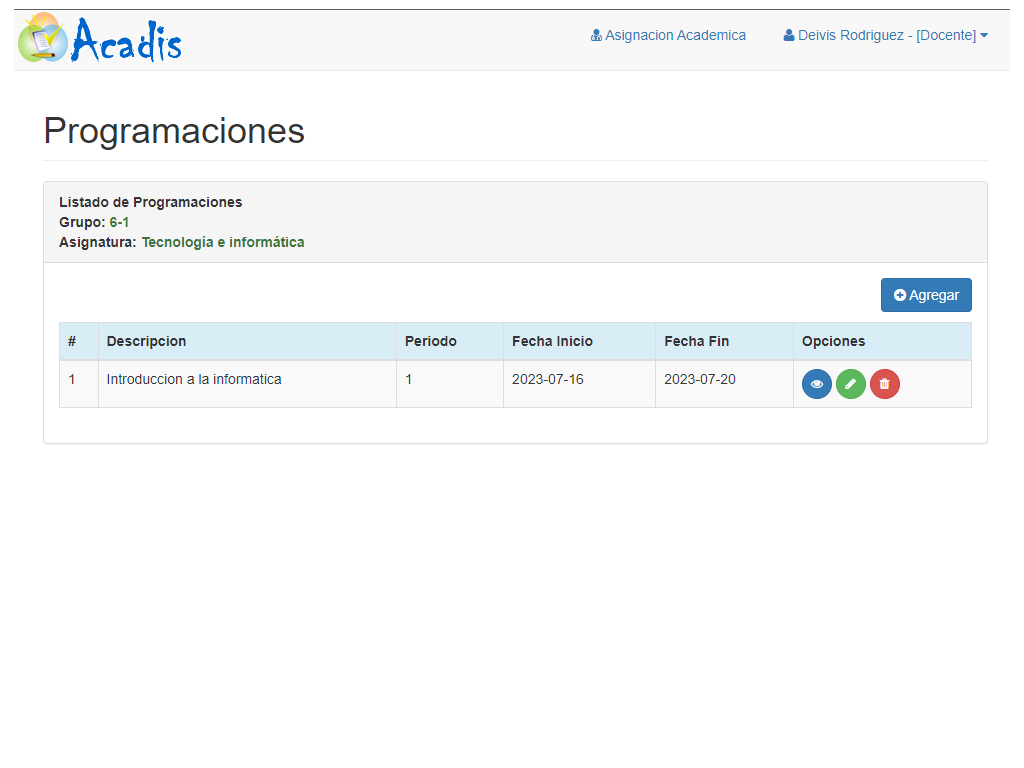 Acadis
Asignacion Academica
Deivis Rodriguez - [Docente]
Programaciones
Listado de Programaciones
Grupo: 6-1
Asignatura: Tecnología e informática
Agregar
# Descripcion Periodo Fecha Inicio Fecha Fin Opciones
1 Introduccion a la informatica 1 2023-07-16 2023-07-20